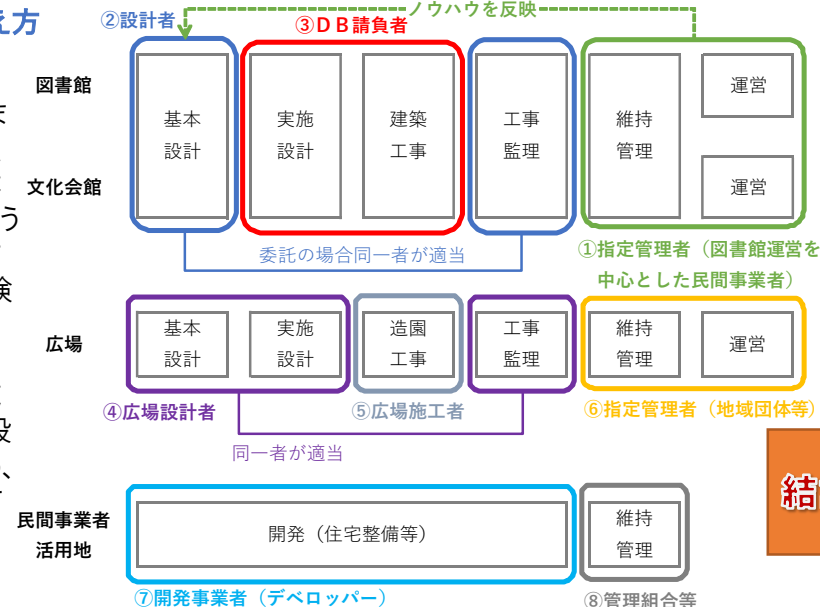 え方
②設計者
ノウハウを反映
③ＤＢ請負者
図書館
文化会館
基本
設計
実施
設計
建築
工事
工事
監理
維持
管理
運営
運営
う
険
委託の場合同一者が適当
①指定管理者（図書館運営を
中心とした民間事業者）
広場
基本
設計
実施
設計
造園
工事
工事
監理
維持
管理
運営
④広場設計者
⑤広場施工者
⑥指定管理者（地域団体等）
同一者が適当
設
、
結
民間事業者
活用地
開発（住宅整備等）
維持
管理
⑦開発事業者（デベロッパー）
⑧管理組合等